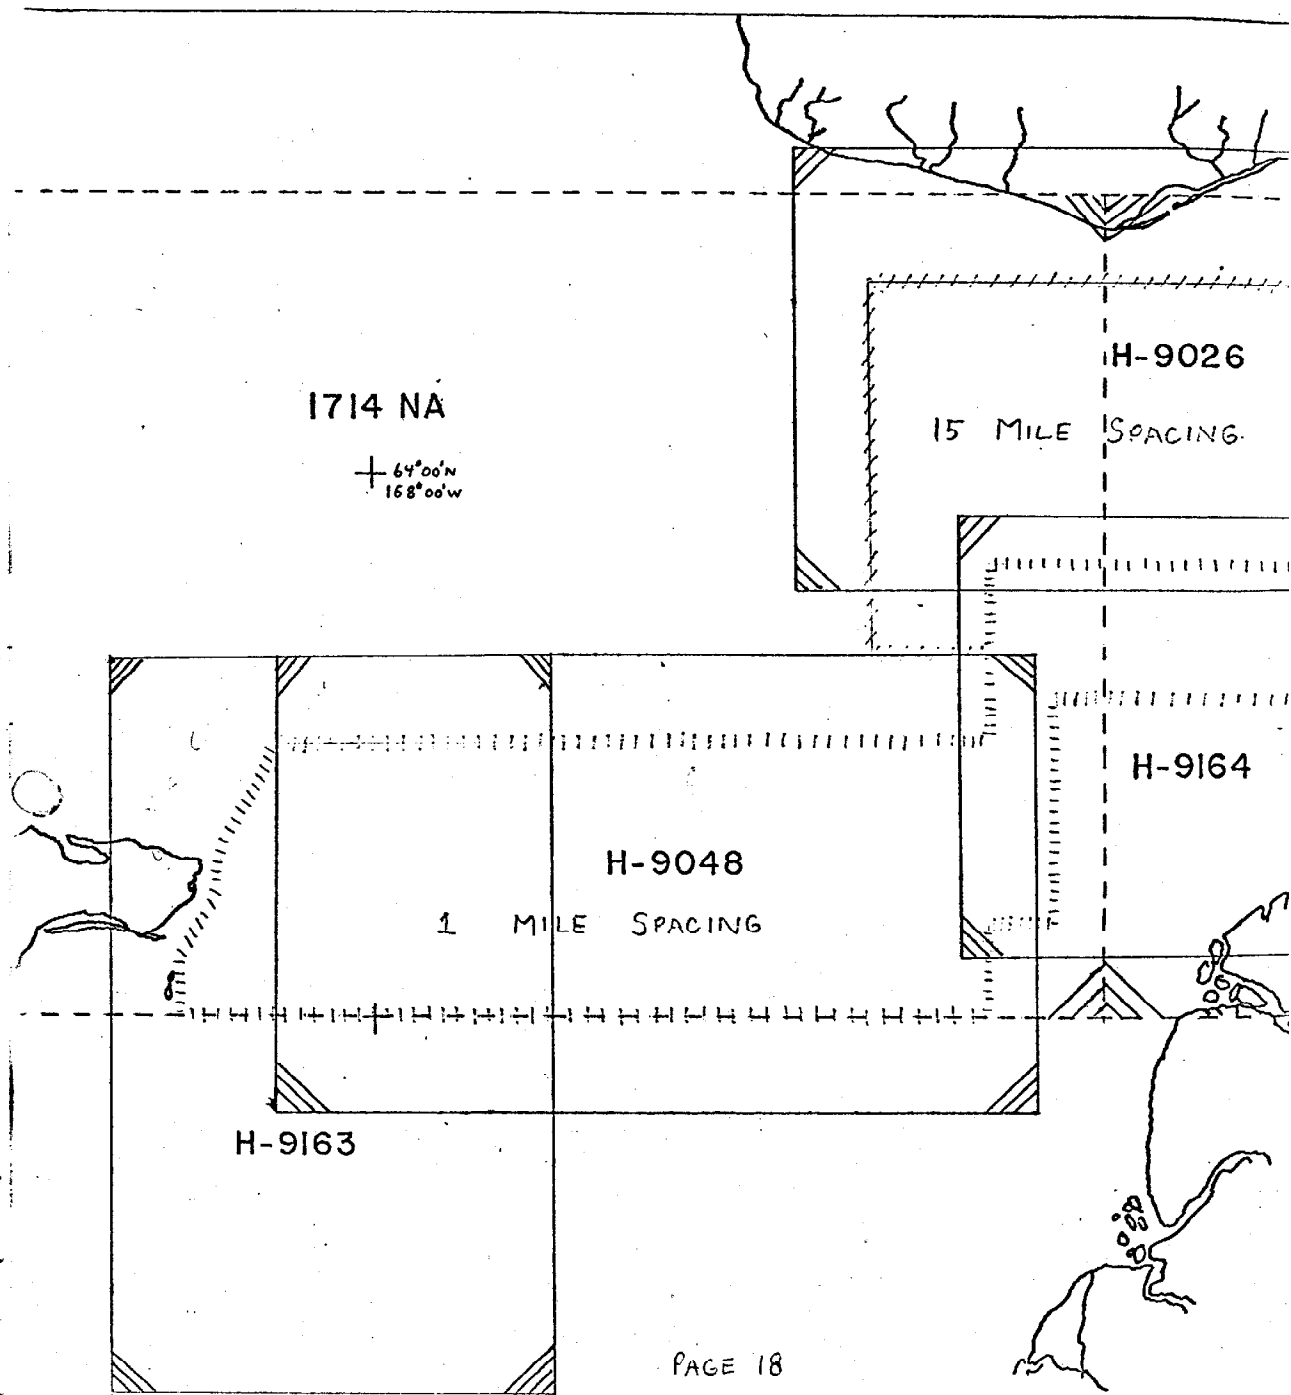 H-9026
1714 NA
15 MILE SPACING
64°00'N
168°00'W
H-9164
H-9048
1 MILE SPACING
H-9163
PAGE 18